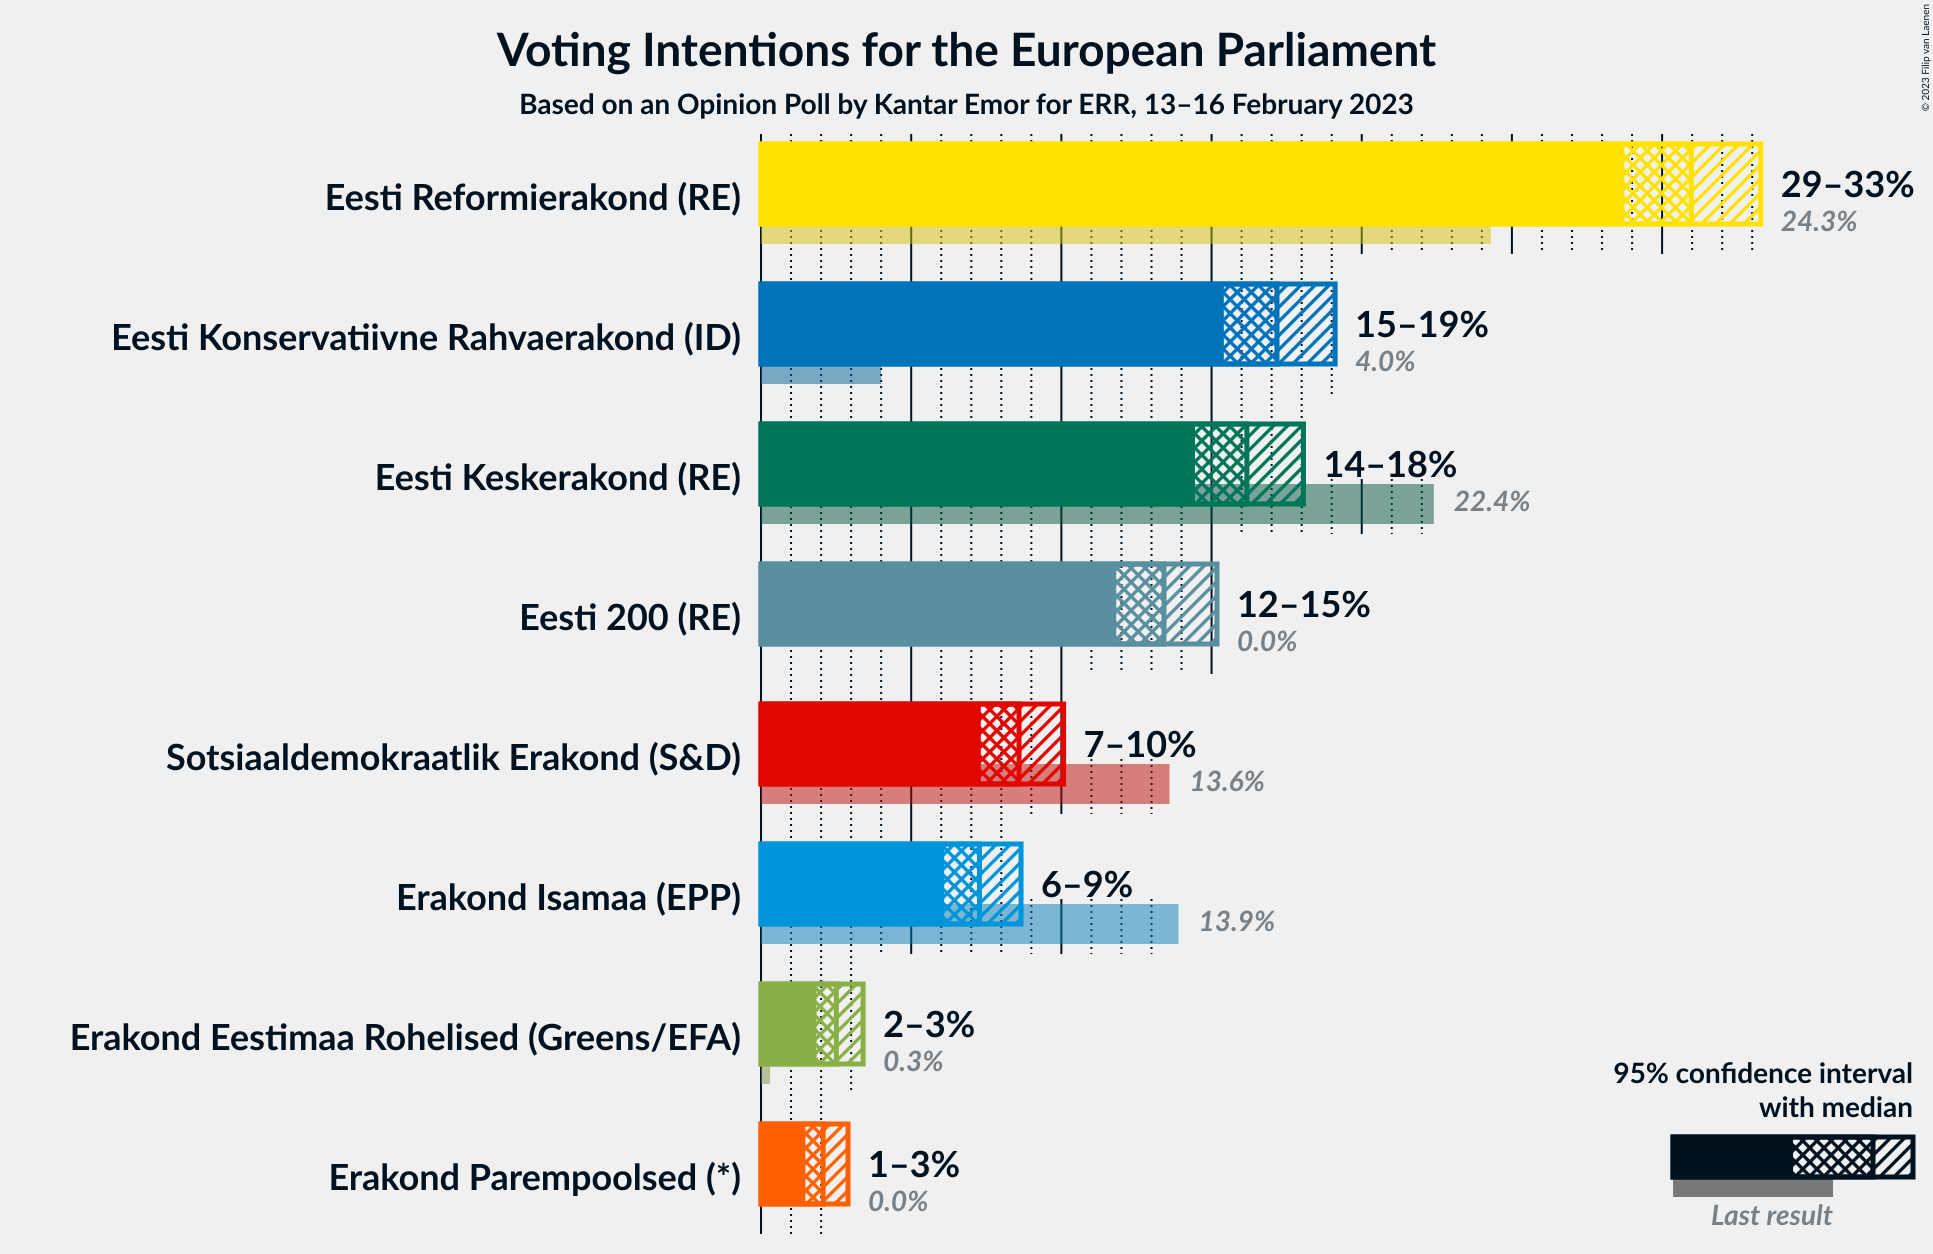 Voting Intentions for the European Parliament
Based on an Opinion Poll by Kantar Emor for ERR, 13–16 February 2023
© 2023 Filip van Laenen
Eesti Reformierakond (RE)
29–33%
24.3%
Eesti Konservatiivne Rahvaerakond (ID)
15–19%
4.0%
Eesti Keskerakond (RE)
14–18%
22.4%
Eesti 200 (RE)
12–15%
0.0%
Sotsiaaldemokraatlik Erakond (S&D)
7–10%
13.6%
Erakond Isamaa (EPP)
6–9%
13.9%
Erakond Eestimaa Rohelised (Greens/EFA)
2–3%
0.3%
Erakond Parempoolsed (*)
1–3%
0.0%
95% confidence interval
with median
Last result